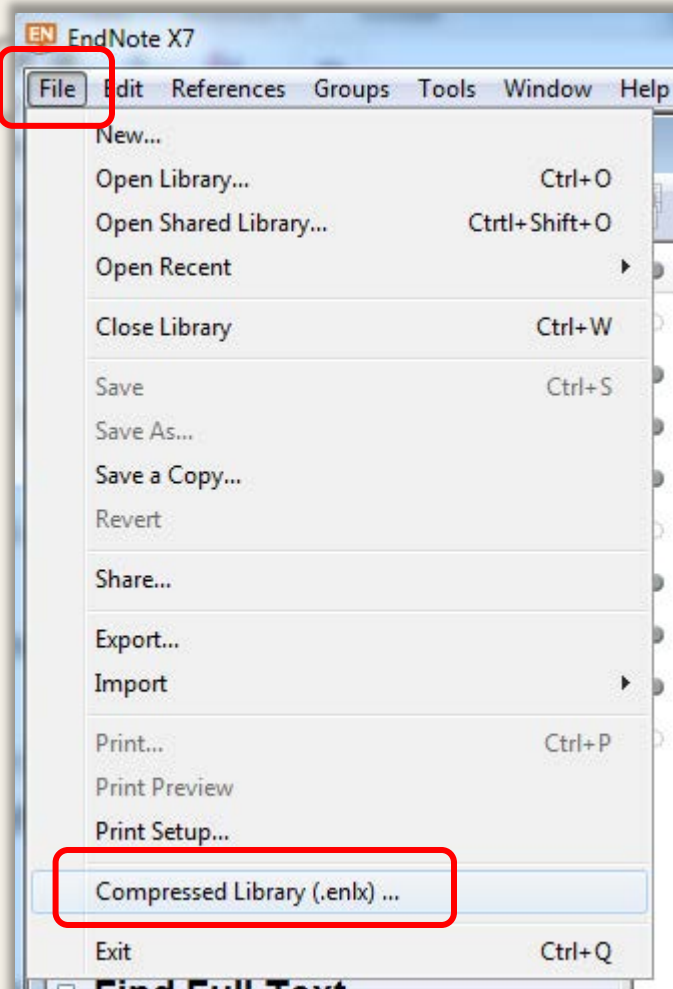 EN EndNote X7
File Edit References Groups Tools Window Help
New...
Open Library... Ctrl+O
Open Shared Library... Ctrtl+Shift+O
Open Recent
Close Library Ctrl+W
Save Ctrl+S
Save As...
Save a Copy...
Revert
Share...
Export...
Import
Print... Ctrl+P
Print Preview
Print Setup...
Compressed Library (.enlx) ...
Exit Ctrl+Q
Find Full Text